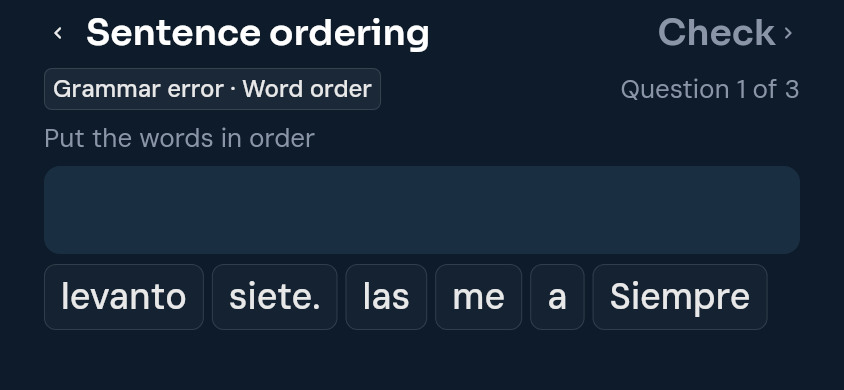 ‹ Sentence ordering Check ›
Grammar error · Word order Question 1 of 3
Put the words in order
levanto siete. las me a Siempre